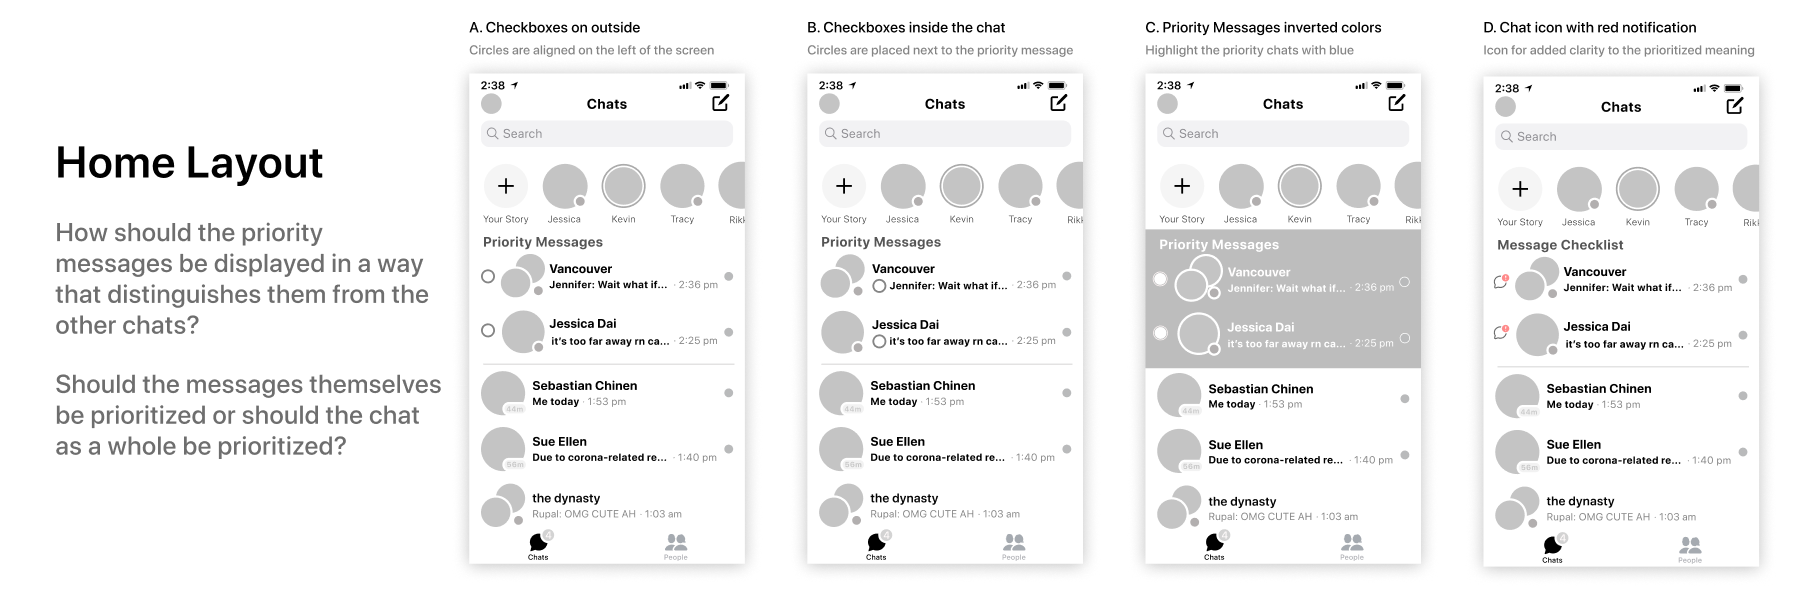 Home Layout
How should the priority
messages be displayed in a way
that distinguishes them from the
other chats?
Should the messages themselves
be prioritized or should the chat
as a whole be prioritized?
A. Checkboxes on outside
Circles are aligned on the left of the screen
2:38
Chats
Search
Your Story Jessica Kevin Tracy Rikk
Priority Messages
Vancouver
Jennifer: Wait what if... · 2:36 pm
Jessica Dai
it's too far away rn ca... · 2:25 pm
Sebastian Chinen
44m Me today · 1:53 pm
Sue Ellen
56m Due to corona-related re... · 1:40 pm
the dynasty
Rupal: OMG CUTE AH · 1:03 am
4
Chats People
B. Checkboxes inside the chat
Circles are placed next to the priority message
2:38
Chats
Search
Your Story Jessica Kevin Tracy Rikk
Priority Messages
Vancouver
Jennifer: Wait what if... · 2:36 pm
Jessica Dai
it's too far away rn ca... · 2:25 pm
Sebastian Chinen
44m Me today · 1:53 pm
Sue Ellen
56m Due to corona-related re... · 1:40 pm
the dynasty
Rupal: OMG CUTE AH · 1:03 am
4
Chats People
C. Priority Messages inverted colors
Highlight the priority chats with blue
2:38
Chats
Search
Your Story Jessica Kevin Tracy Rikk
Priority Messages
Vancouver
Jennifer: Wait what if... · 2:36 pm
Jessica Dai
it's too far away rn ca... · 2:25 pm
Sebastian Chinen
44m Me today · 1:53 pm
Sue Ellen
56m Due to corona-related re... · 1:40 pm
the dynasty
Rupal: OMG CUTE AH · 1:03 am
4
Chats People
D. Chat icon with red notification
Icon for added clarity to the prioritized meaning
2:38
Chats
Search
Your Story Jessica Kevin Tracy Rikk
Message Checklist
Vancouver
! Jennifer: Wait what if... · 2:36 pm
Jessica Dai
! it's too far away rn ca... · 2:25 pm
Sebastian Chinen
44m Me today · 1:53 pm
Sue Ellen
56m Due to corona-related re... · 1:40 pm
the dynasty
Rupal: OMG CUTE AH · 1:03 am
4
Chats People